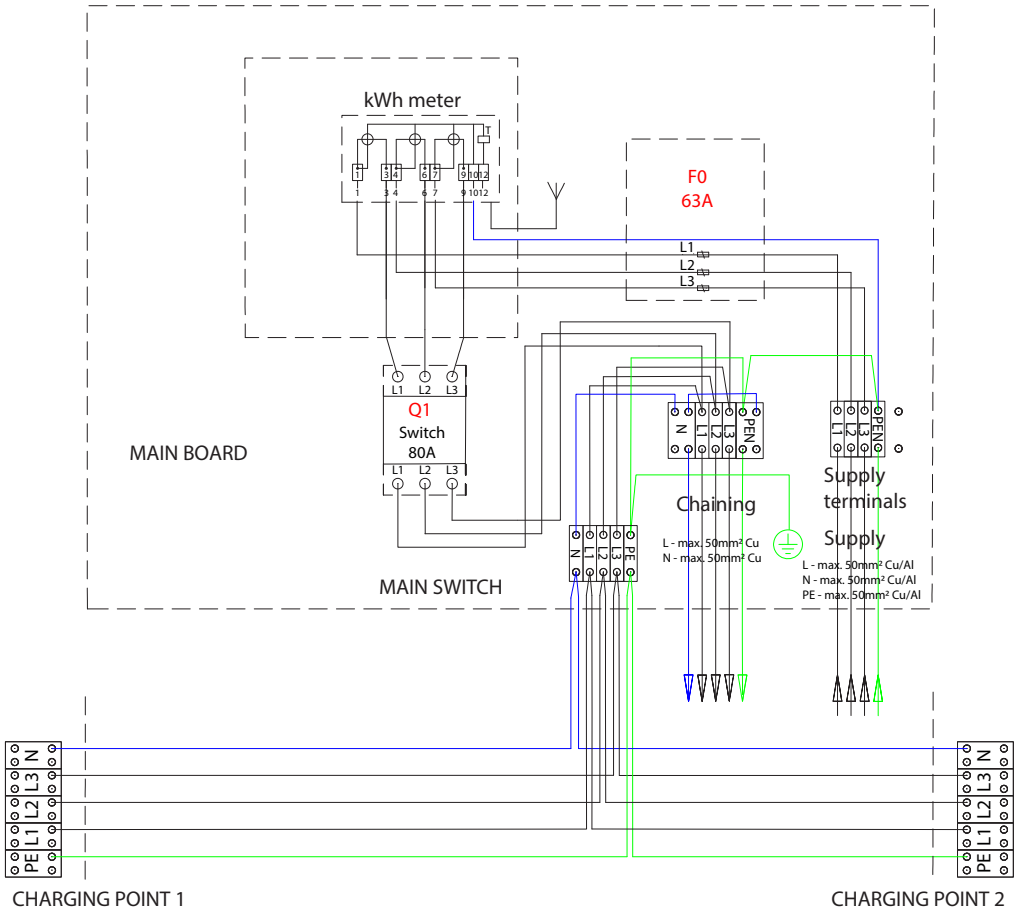 kWh meter
T
1 3 4 6 7 9 10 12
1 3 4 6 7 9 10 12
F0
63A
L1
L2
L3
L1 L2 L3
Q1
Switch
80A
L1 L2 L3
MAIN BOARD
N L1 L2 L3 PEN
L1 L2 L3 PEN
Chaining
L - max. 50mm² Cu
N - max. 50mm² Cu
Supply
terminals
Supply
L - max. 50mm² Cu/Al
N - max. 50mm² Cu/Al
PE - max. 50mm² Cu/Al
N L1 L2 L3 PE
MAIN SWITCH
N
L3
L2
L1
PE
CHARGING POINT 1
N
L3
L2
L1
PE
CHARGING POINT 2